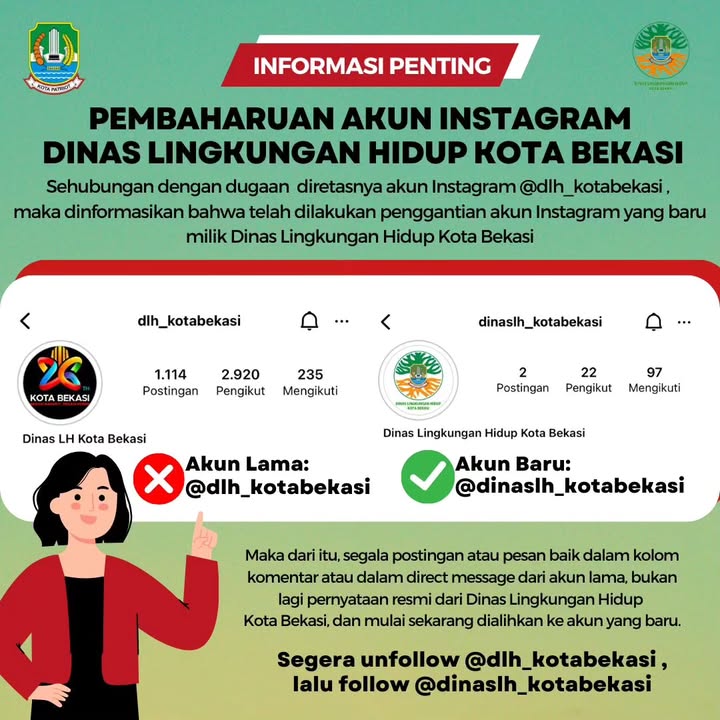 KOTA PATRIOT
INFORMASI PENTING
PEMBAHARUAN AKUN INSTAGRAM
DINAS LINGKUNGAN HIDUP KOTA BEKASI
Sehubungan dengan dugaan diretasnya akun Instagram @dlh_kotabekasi ,
maka dinformasikan bahwa telah dilakukan penggantian akun Instagram yang baru
milik Dinas Lingkungan Hidup Kota Bekasi
dlh_kotabekasi
1.114 2.920 235
Postingan Pengikut Mengikuti
KOTA BEKASI
Dinas LH Kota Bekasi
dinaslh_kotabekasi
2 22 97
Postingan Pengikut Mengikuti
DINAS LINGKUNGAN HIDUP
KOTA BEKASI
Dinas Lingkungan Hidup Kota Bekasi
Akun Lama:
@dlh_kotabekasi
Akun Baru:
@dinaslh_kotabekasi
Maka dari itu, segala postingan atau pesan baik dalam kolom
komentar atau dalam direct message dari akun lama, bukan
lagi pernyataan resmi dari Dinas Lingkungan Hidup
Kota Bekasi, dan mulai sekarang dialihkan ke akun yang baru.
Segera unfollow @dlh_kotabekasi ,
lalu follow @dinaslh_kotabekasi